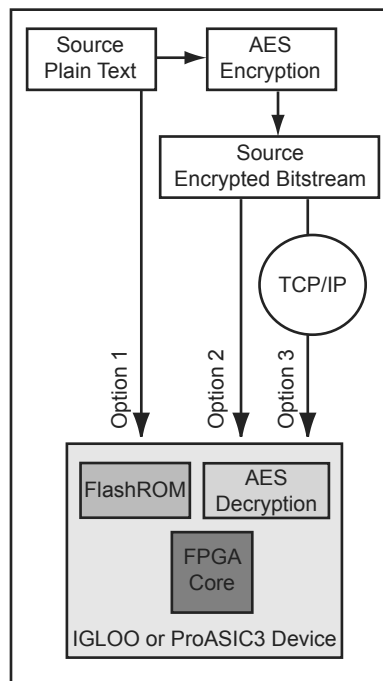 Source
Plain Text
AES
Encryption
Source
Encrypted Bitstream
TCP/IP
Option 1
Option 2
Option 3
FlashROM
AES
Decryption
FPGA
Core
IGLOO or ProASIC3 Device